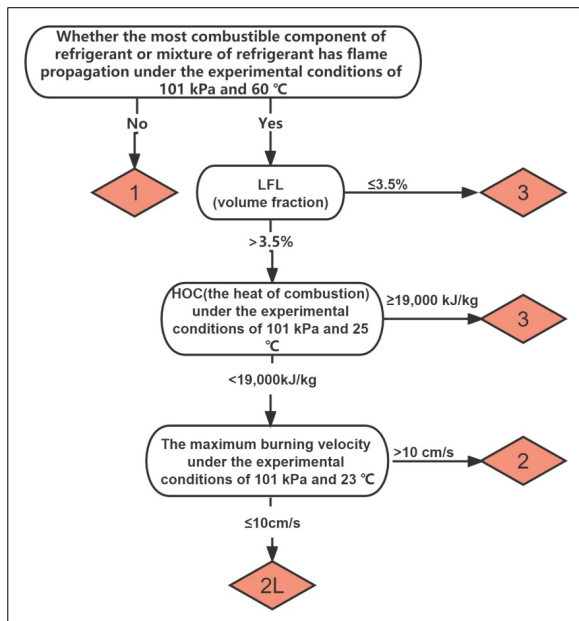 Whether the most combustible component
of refrigerant or mixture of refrigerant has flame
propagation under the experimental conditions of
101 kPa and 60 ℃
No
Yes
1
LFL
(volume fraction)
≤3.5%
3
>3.5%
HOC(the heat of combustion)
under the experimental
conditions of 101 kPa and 25
℃
≥19,000 kJ/kg
3
<19,000kJ/kg
The maximum burning velocity
under the experimental
conditions of 101 kPa and 23 ℃
>10 cm/s
2
≤10cm/s
2L